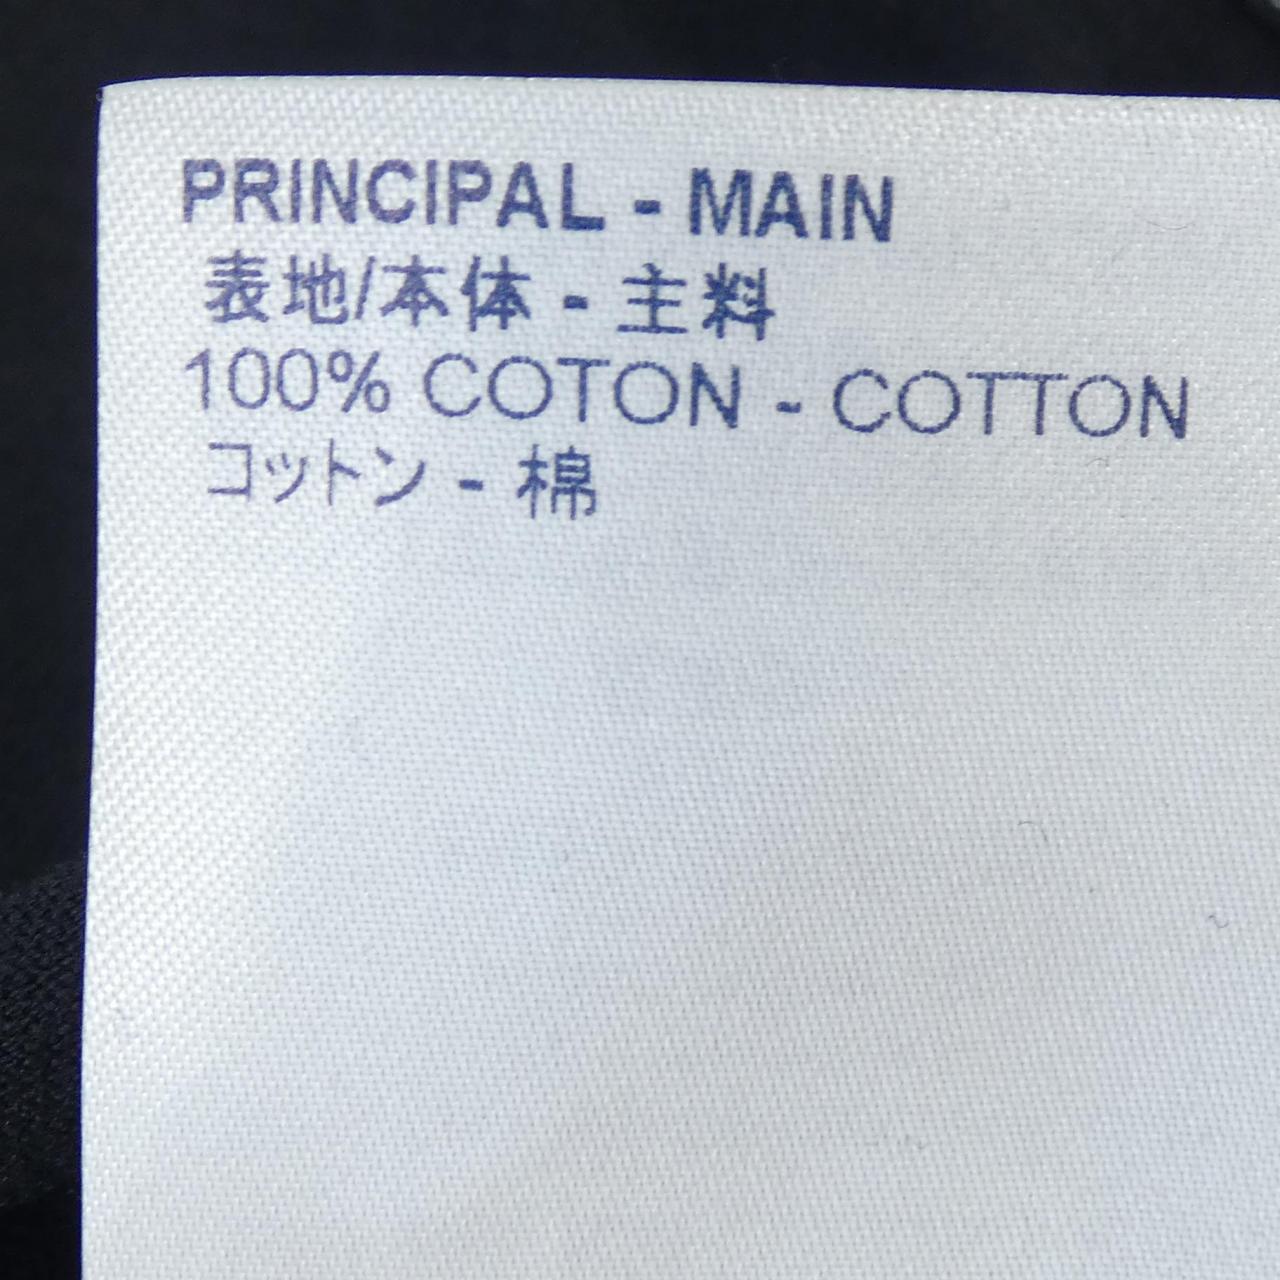 PRINCIPAL - MAIN
表地/本体 - 主料
100% COTON - COTTON
コットン - 棉